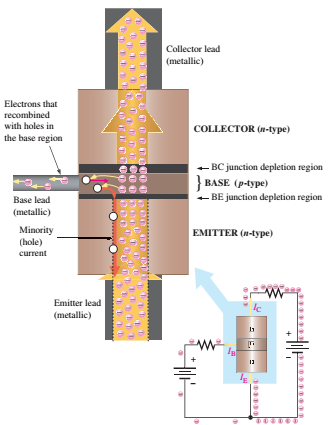 Collector lead
(metallic)
Electrons that
recombined
with holes in
the base region
COLLECTOR (n-type)
BC junction depletion region
BASE (p-type)
BE junction depletion region
Base lead
(metallic)
Minority
(hole)
current
EMITTER (n-type)
Emitter lead
(metallic)
IC
IB
IE
+
−
+
−